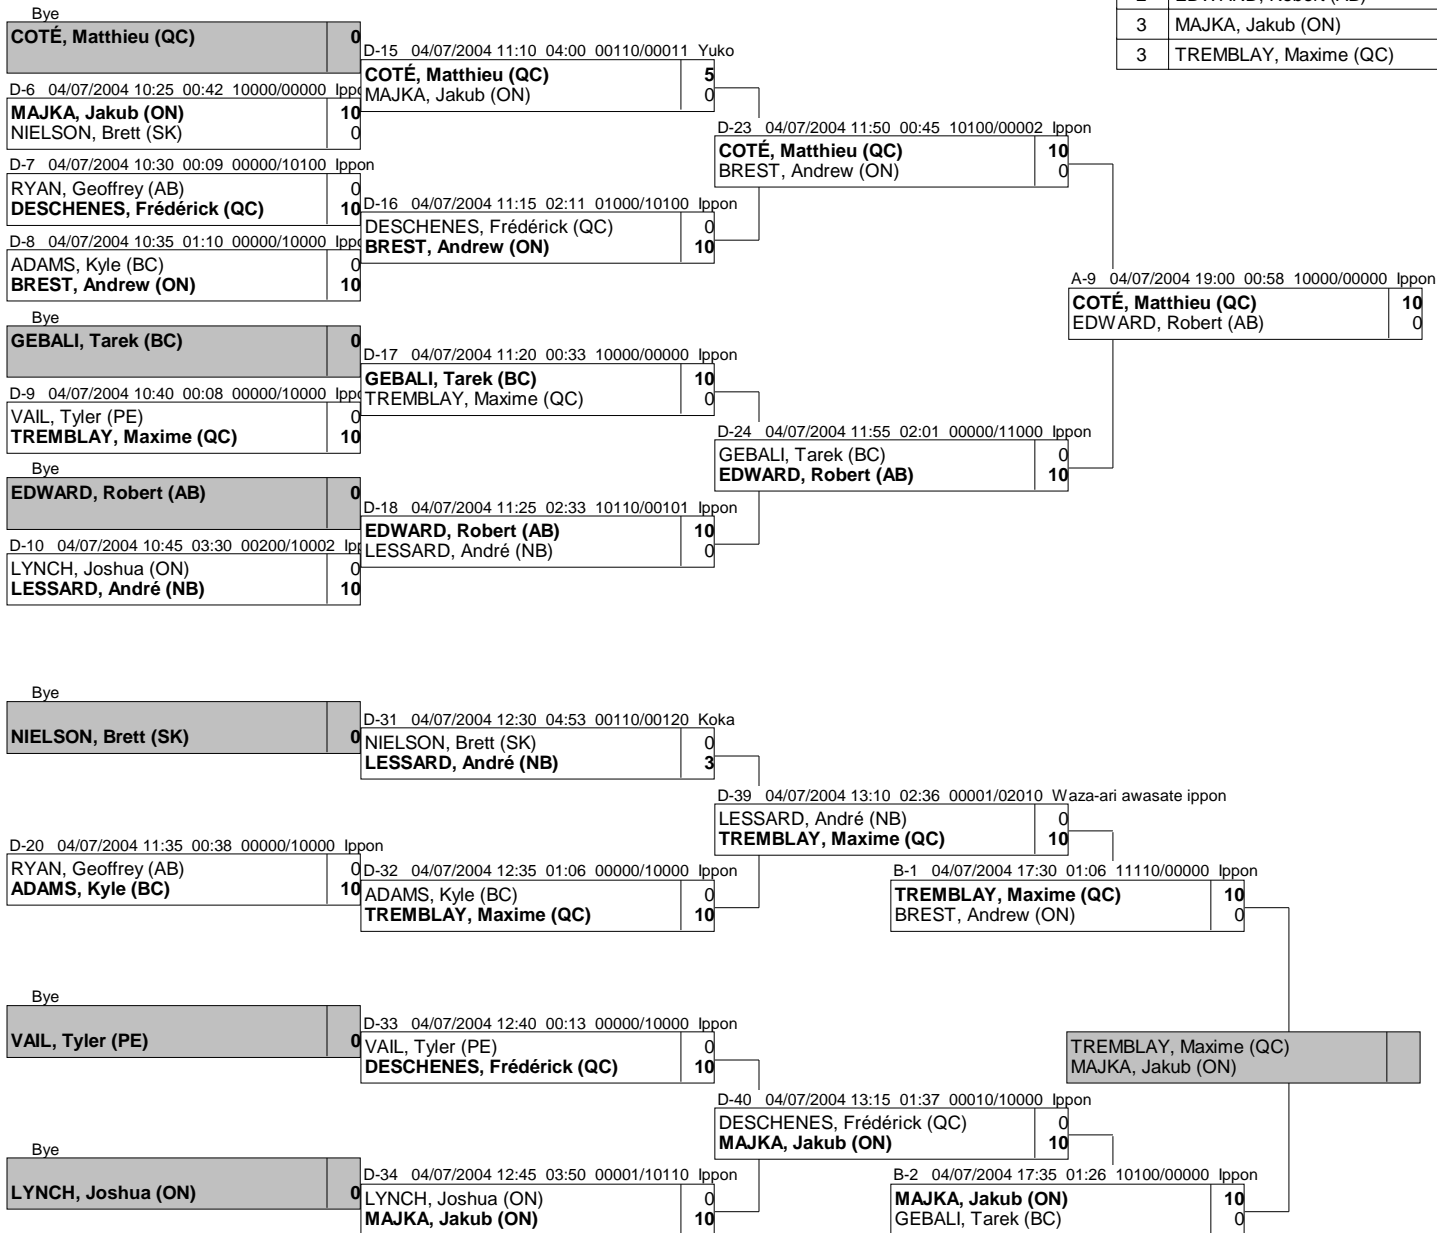 2 EDWARD, Robert (AB)
3 MAJKA, Jakub (ON)
3 TREMBLAY, Maxime (QC)
Bye
COTÉ, Matthieu (QC) 0
D-6 04/07/2004 10:25 00:42 10000/00000 Ippo
MAJKA, Jakub (ON) 10
NIELSON, Brett (SK) 0
D-7 04/07/2004 10:30 00:09 00000/10100 Ippon
RYAN, Geoffrey (AB) 0
DESCHENES, Frédérick (QC) 10
D-8 04/07/2004 10:35 01:10 00000/10000 Ippo
ADAMS, Kyle (BC) 0
BREST, Andrew (ON) 10
Bye
GEBALI, Tarek (BC) 0
D-9 04/07/2004 10:40 00:08 00000/10000 Ippo
VAIL, Tyler (PE) 0
TREMBLAY, Maxime (QC) 10
Bye
EDWARD, Robert (AB) 0
D-10 04/07/2004 10:45 03:30 00200/10002 Ipp
LYNCH, Joshua (ON) 0
LESSARD, André (NB) 10
D-15 04/07/2004 11:10 04:00 00110/00011 Yuko
COTÉ, Matthieu (QC) 5
MAJKA, Jakub (ON) 0
D-16 04/07/2004 11:15 02:11 01000/10100 Ippon
DESCHENES, Frédérick (QC) 0
BREST, Andrew (ON) 10
D-17 04/07/2004 11:20 00:33 10000/00000 Ippon
GEBALI, Tarek (BC) 10
TREMBLAY, Maxime (QC) 0
D-18 04/07/2004 11:25 02:33 10110/00101 Ippon
EDWARD, Robert (AB) 10
LESSARD, André (NB) 0
D-23 04/07/2004 11:50 00:45 10100/00002 Ippon
COTÉ, Matthieu (QC) 10
BREST, Andrew (ON) 0
D-24 04/07/2004 11:55 02:01 00000/11000 Ippon
GEBALI, Tarek (BC) 0
EDWARD, Robert (AB) 10
A-9 04/07/2004 19:00 00:58 10000/00000 Ippon
COTÉ, Matthieu (QC) 10
EDWARD, Robert (AB) 0
Bye
NIELSON, Brett (SK) 0
D-20 04/07/2004 11:35 00:38 00000/10000 Ippon
RYAN, Geoffrey (AB) 0
ADAMS, Kyle (BC) 10
Bye
VAIL, Tyler (PE) 0
Bye
LYNCH, Joshua (ON) 0
D-31 04/07/2004 12:30 04:53 00110/00120 Koka
NIELSON, Brett (SK) 0
LESSARD, André (NB) 3
D-32 04/07/2004 12:35 01:06 00000/10000 Ippon
ADAMS, Kyle (BC) 0
TREMBLAY, Maxime (QC) 10
D-33 04/07/2004 12:40 00:13 00000/10000 Ippon
VAIL, Tyler (PE) 0
DESCHENES, Frédérick (QC) 10
D-34 04/07/2004 12:45 03:50 00001/10110 Ippon
LYNCH, Joshua (ON) 0
MAJKA, Jakub (ON) 10
D-39 04/07/2004 13:10 02:36 00001/02010 Waza-ari awasate ippon
LESSARD, André (NB) 0
TREMBLAY, Maxime (QC) 10
D-40 04/07/2004 13:15 01:37 00010/10000 Ippon
DESCHENES, Frédérick (QC) 0
MAJKA, Jakub (ON) 10
B-1 04/07/2004 17:30 01:06 11110/00000 Ippon
TREMBLAY, Maxime (QC) 10
BREST, Andrew (ON) 0
B-2 04/07/2004 17:35 01:26 10100/00000 Ippon
MAJKA, Jakub (ON) 10
GEBALI, Tarek (BC) 0
TREMBLAY, Maxime (QC)
MAJKA, Jakub (ON)